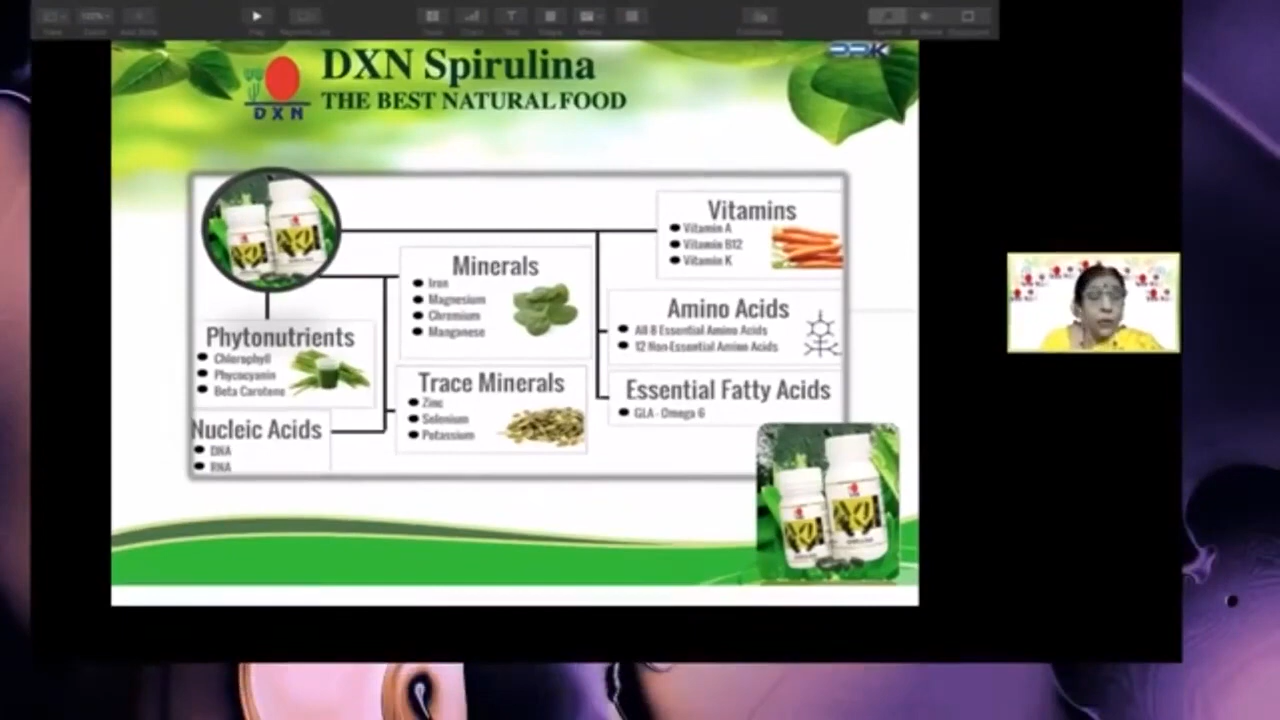 DXN Spirulina
THE BEST NATURAL FOOD
DXN
Vitamins
Vitamin A
Vitamin B12
Vitamin K
Minerals
Iron
Magnesium
Chromium
Manganese
Amino Acids
All 8 Essential Amino Acids
12 Non-Essential Amino Acids
Phytonutrients
Chlorophyll
Phycocyanin
Beta Carotene
Trace Minerals
Zinc
Selenium
Potassium
Essential Fatty Acids
GLA - Omega 6
Nucleic Acids
DNA
RNA